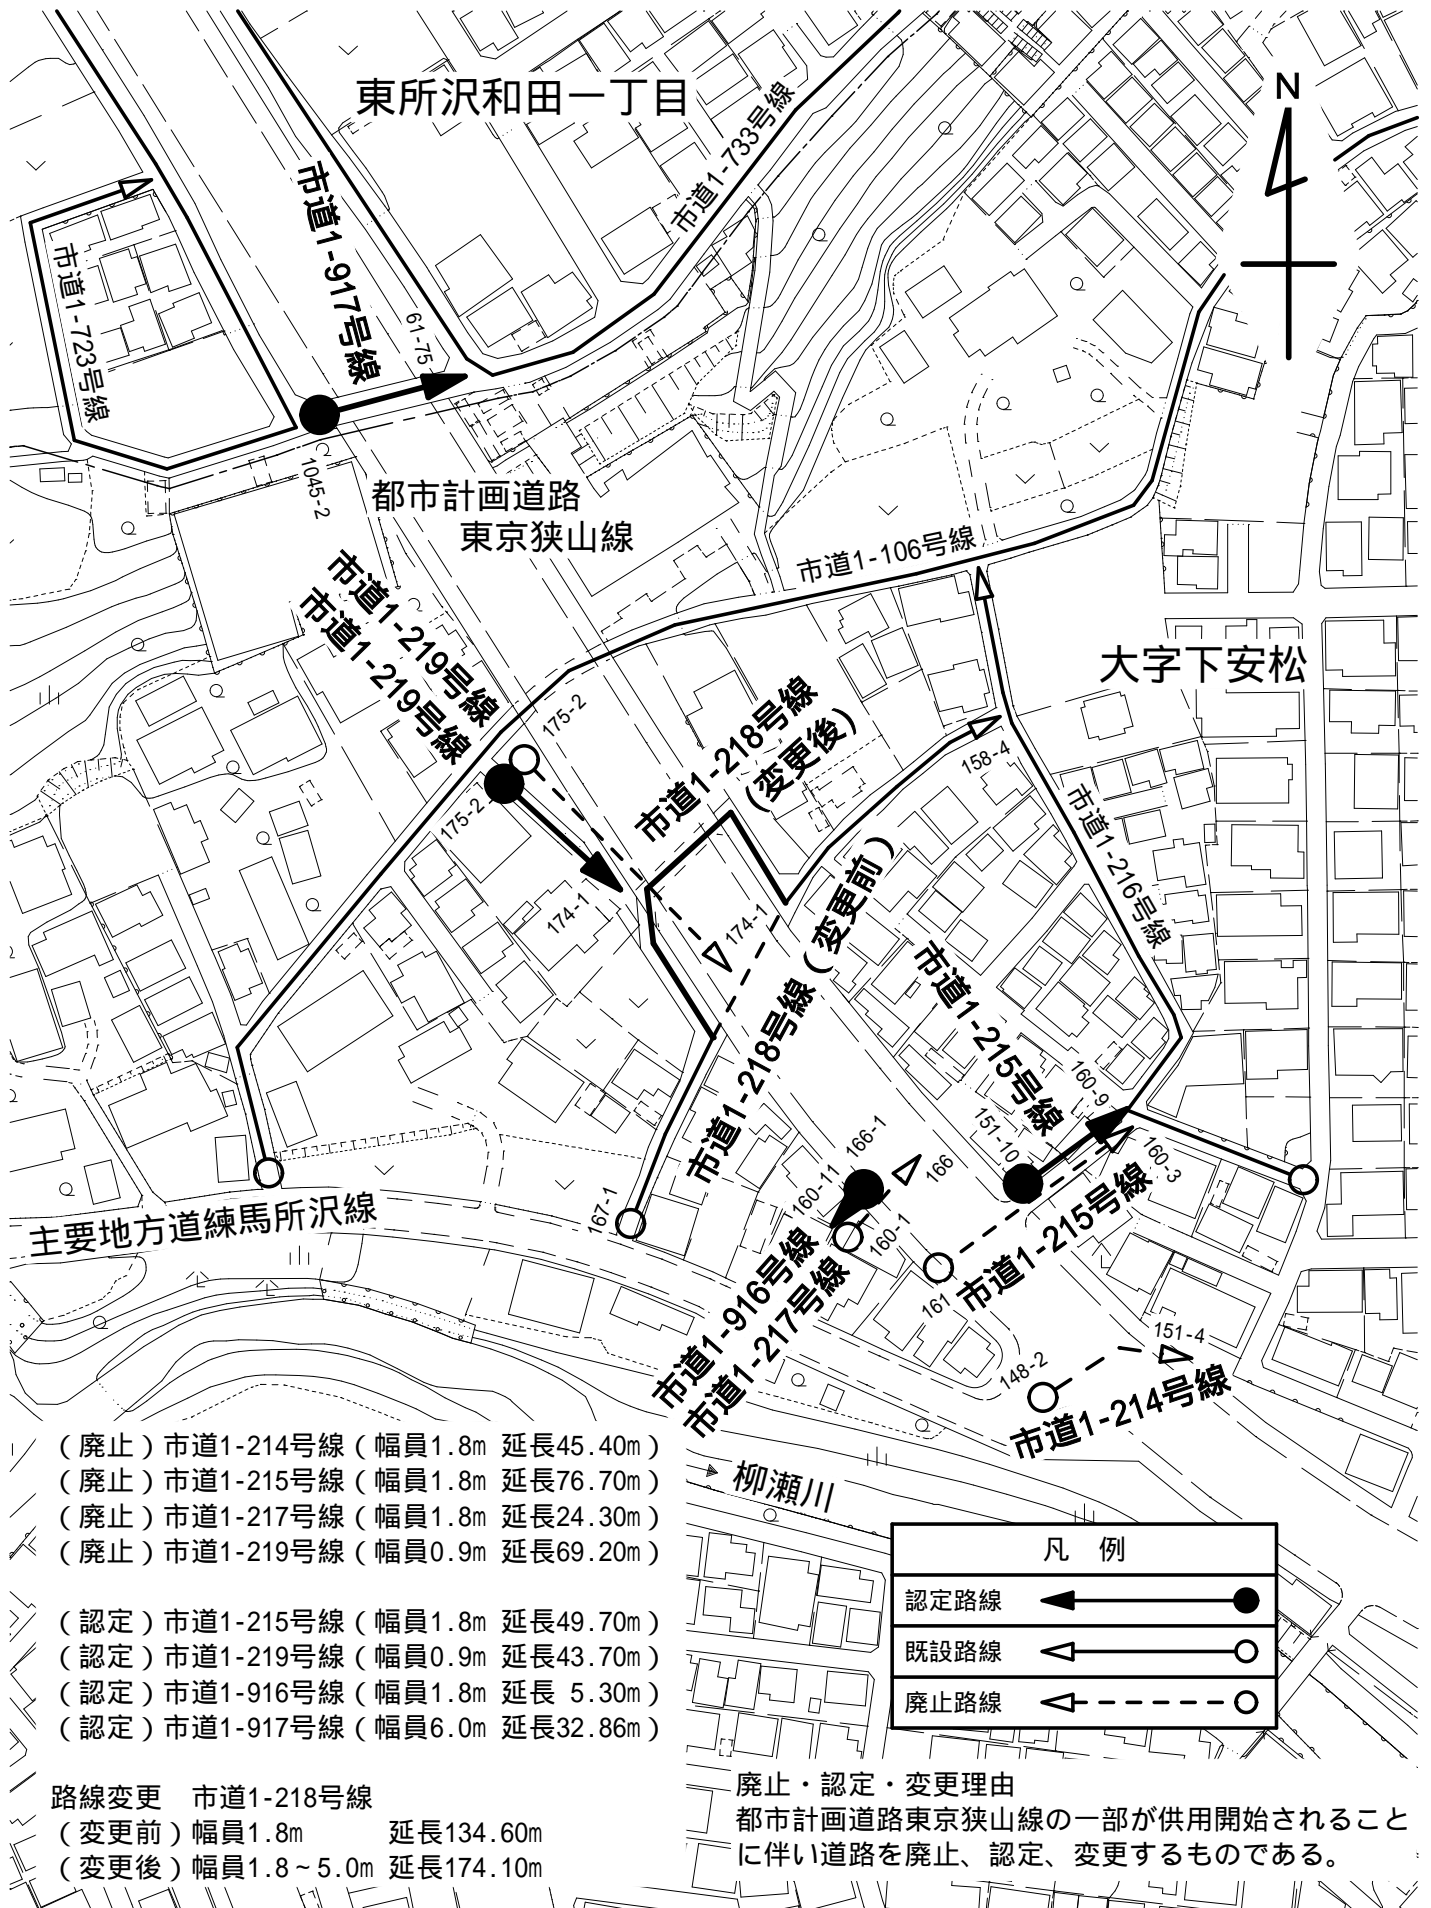 東所沢和田一丁目
N
市道1-733号線
市道1-917号線
市道1-723号線
61-75
1045-2
都市計画道路
東京狭山線
市道1-106号線
市道1-219号線
市道1-219号線
大字下安松
175-2
175-2
市道1-218号線
（変更後）
158-4
市道1-216号線
174-1
174-1
市道1-218号線（変更前）
市道1-215号線
160-9
151-10
160-3
166-1
166
160-11
160-1
167-1
主要地方道練馬所沢線
市道1-215号線
161
市道1-916号線
市道1-217号線
151-4
148-2
市道1-214号線
柳瀬川
（廃止）市道1-214号線（幅員1.8m 延長45.40m）
（廃止）市道1-215号線（幅員1.8m 延長76.70m）
（廃止）市道1-217号線（幅員1.8m 延長24.30m）
（廃止）市道1-219号線（幅員0.9m 延長69.20m）
（認定）市道1-215号線（幅員1.8m 延長49.70m）
（認定）市道1-219号線（幅員0.9m 延長43.70m）
（認定）市道1-916号線（幅員1.8m 延長 5.30m）
（認定）市道1-917号線（幅員6.0m 延長32.86m）
路線変更　市道1-218号線
（変更前）幅員1.8m 延長134.60m
（変更後）幅員1.8～5.0m 延長174.10m
凡　例
認定路線
既設路線
廃止路線
廃止・認定・変更理由
都市計画道路東京狭山線の一部が供用開始されること
に伴い道路を廃止、認定、変更するものである。